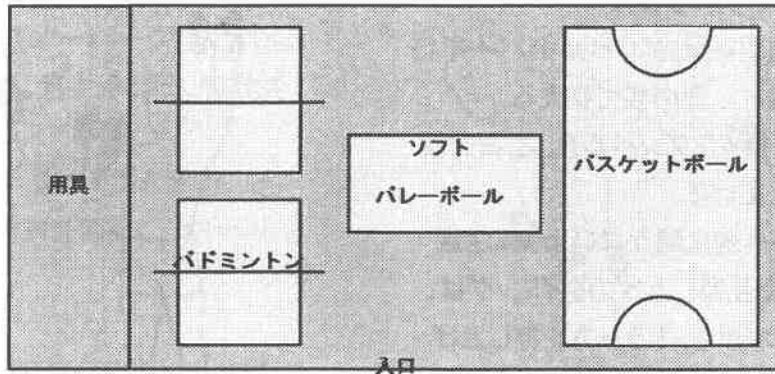 用具
ソフト
バレーボール
バスケットボール
バドミントン
入口